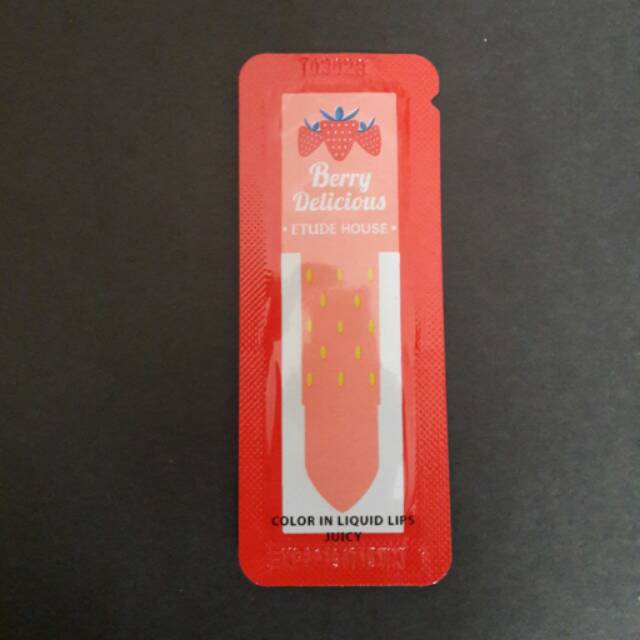 Berry
Delicious
• ETUDE HOUSE •
COLOR IN LIQUID LIPS
JUICY